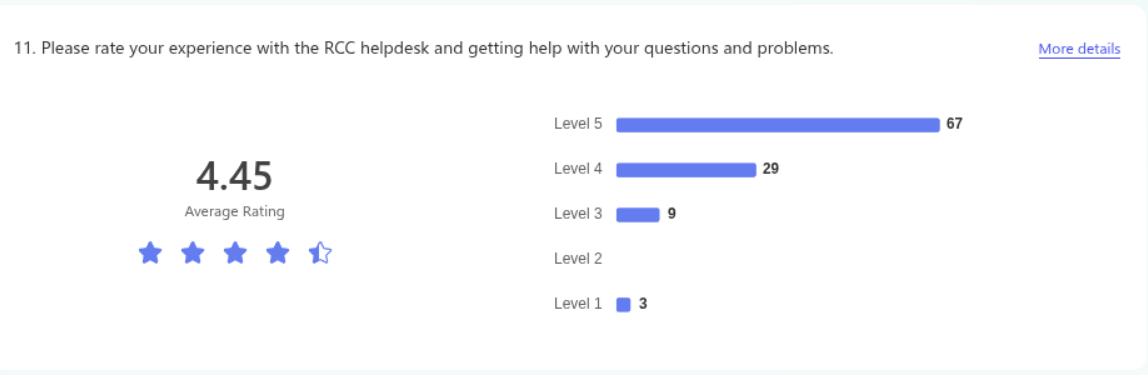 11. Please rate your experience with the RCC helpdesk and getting help with your questions and problems.
More details
4.45
Average Rating
Level 5 67
Level 4 29
Level 3 9
Level 2
Level 1 3